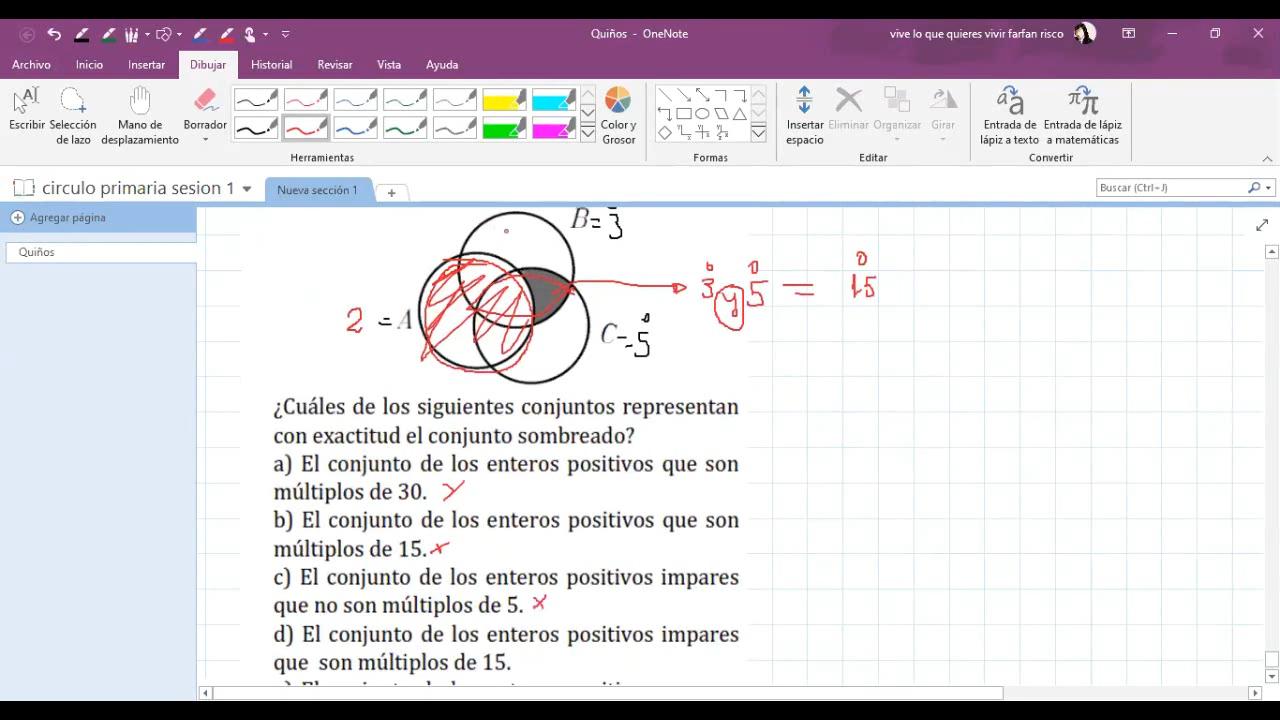 Quiños - OneNote
vive lo que quieres vivir farfan risco
Archivo Inicio Insertar Dibujar Historial Revisar Vista Ayuda
Escribir Selección de lazo Mano de desplazamiento Borrador Color y Grosor Insertar espacio Eliminar Organizar Girar Entrada de lápiz a texto Entrada de lápiz a matemáticas
Herramientas Formas Editar Convertir
circulo primaria sesion 1 Nueva sección 1 Buscar (Ctrl+J)
Agregar página
Quiños
B = 3
3 y 5 = 15
2 = A
C = 5
¿Cuáles de los siguientes conjuntos representan
con exactitud el conjunto sombreado?
a) El conjunto de los enteros positivos que son
múltiplos de 30.
b) El conjunto de los enteros positivos que son
múltiplos de 15.
c) El conjunto de los enteros positivos impares
que no son múltiplos de 5.
d) El conjunto de los enteros positivos impares
que son múltiplos de 15.